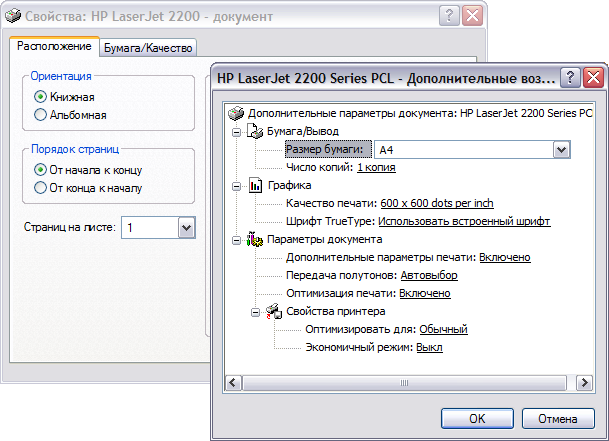 Свойства: HP LaserJet 2200 - документ
Расположение
Бумага/Качество
Ориентация
Книжная
Альбомная
Порядок страниц
От начала к концу
От конца к началу
Страниц на листе: 1
HP LaserJet 2200 Series PCL - Дополнительные воз...
Дополнительные параметры документа: HP LaserJet 2200 Series PCL
Бумага/Вывод
Размер бумаги: A4
Число копий: 1 копия
Графика
Качество печати: 600 x 600 dots per inch
Шрифт TrueType: Использовать встроенный шрифт
Параметры документа
Дополнительные параметры печати: Включено
Передача полутонов: Автовыбор
Оптимизация печати: Включено
Свойства принтера
Оптимизировать для: Обычный
Экономичный режим: Выкл
OK
Отмена